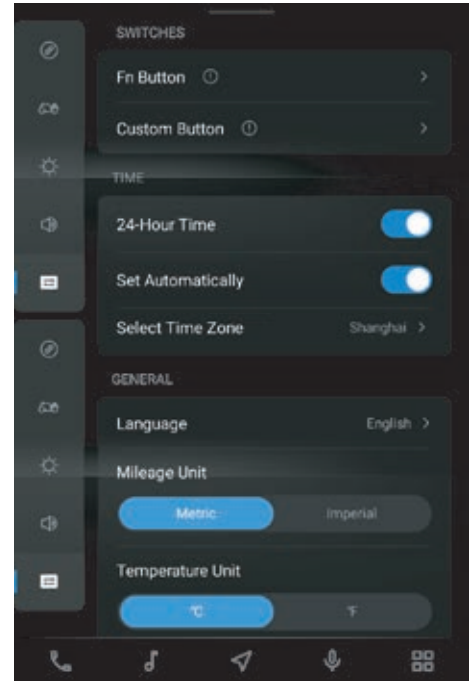 SWITCHES
Fn Button
Custom Button
TIME
24-Hour Time
Set Automatically
Select Time Zone Shanghai
GENERAL
Language English
Mileage Unit
Metric Imperial
Temperature Unit
℃ ℉